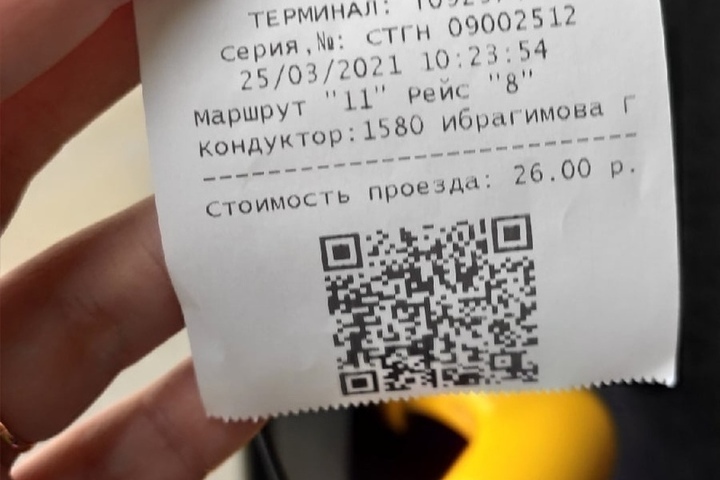 ТЕРМИНАЛ:
Серия,№: СТГН 09002512
25/03/2021 10:23:54
Маршрут "11" Рейс "8"
Кондуктор:1580 Ибрагимова Г
Стоимость проезда: 26.00 р.